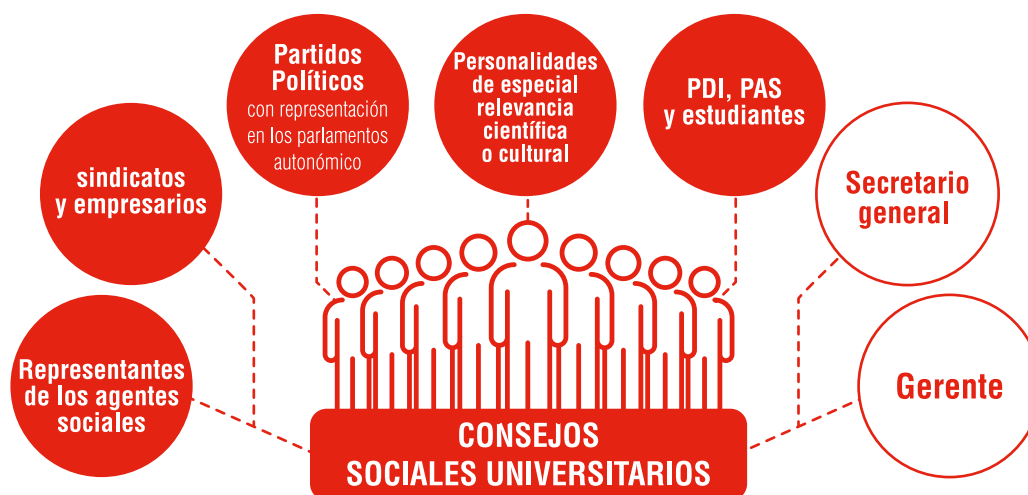 Partidos
Políticos
con representación
en los parlamentos
autonómico
Personalidades
de especial
relevancia
científica
o cultural
PDI, PAS
y estudiantes
sindicatos
y empresarios
Secretario
general
Representantes
de los agentes
sociales
Gerente
CONSEJOS
SOCIALES UNIVERSITARIOS